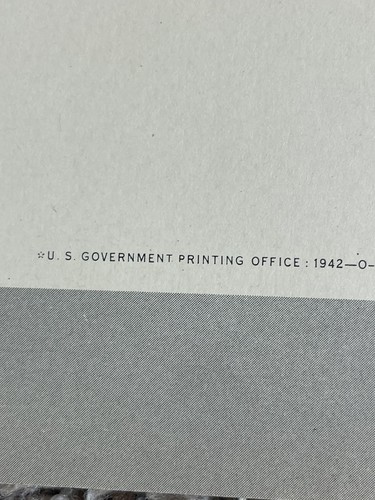 ☆U. S. GOVERNMENT PRINTING OFFICE : 1942—O-